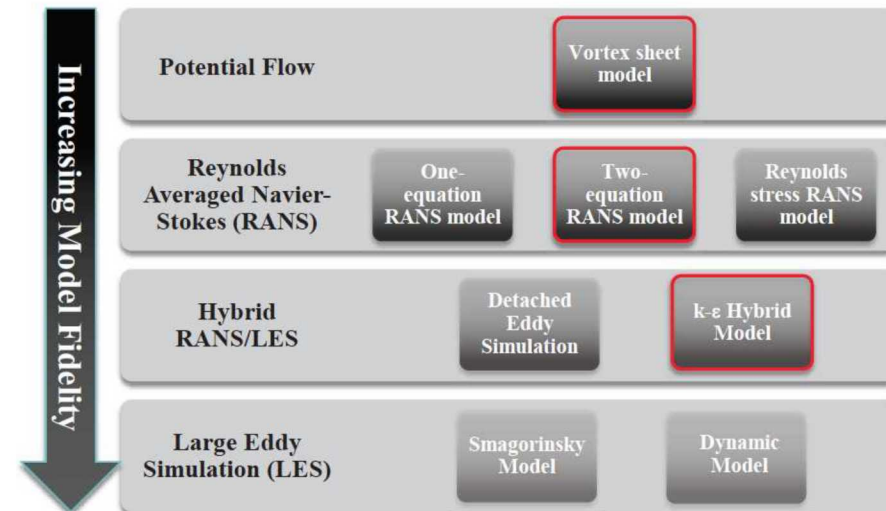 Increasing Model Fidelity
Potential Flow
Vortex sheet
model
Reynolds
Averaged Navier-
Stokes (RANS)
One-
equation
RANS model
Two-
equation
RANS model
Reynolds
stress RANS
model
Hybrid
RANS/LES
Detached
Eddy
Simulation
k-ε Hybrid
Model
Large Eddy
Simulation (LES)
Smagorinsky
Model
Dynamic
Model